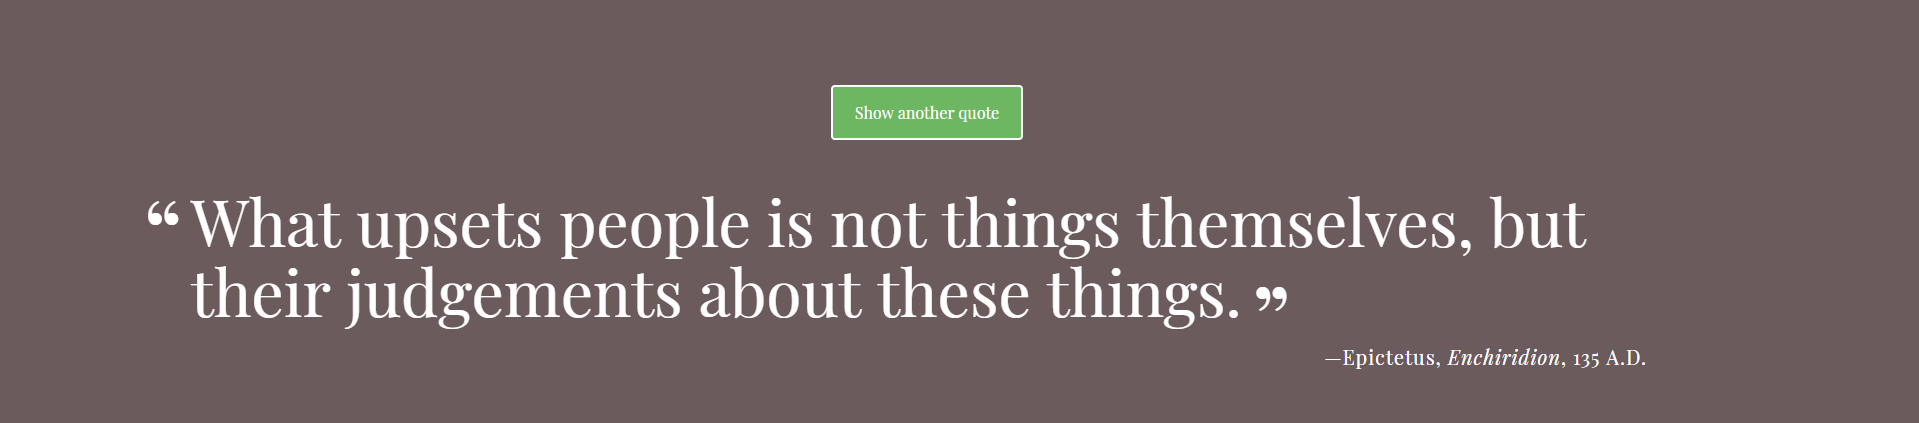 Show another quote
“What upsets people is not things themselves, but
their judgements about these things.”
—Epictetus, Enchiridion, 135 A.D.